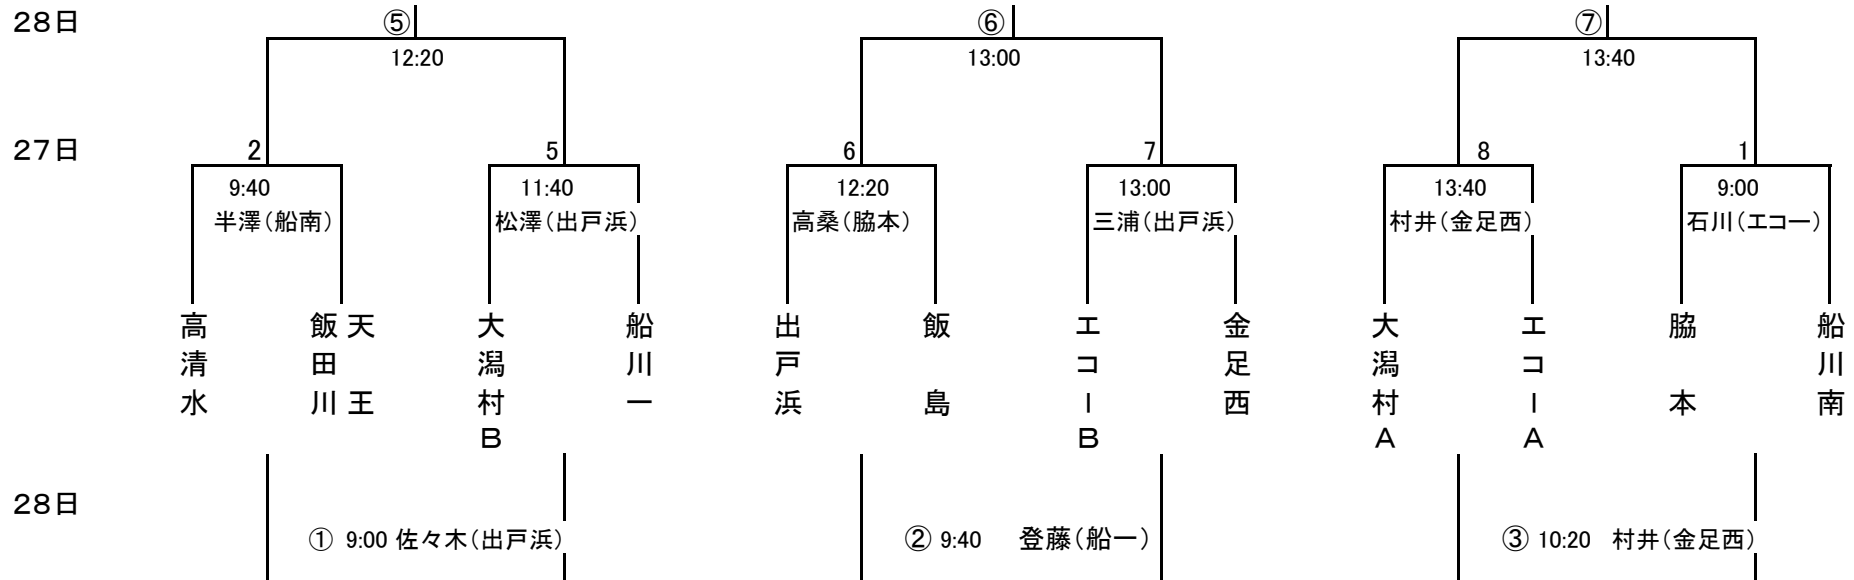 28日 ⑤ ⑥ ⑦
12:20 13:00 13:40
27日 2 5 6 7 8 1
9:40 11:40 12:20 13:00 13:40 9:00
半澤(船南) 松澤(出戸浜) 高桑(脇本) 三浦(出戸浜) 村井(金足西) 石川(エコー)
高清水
飯田川
天王
大潟村B
船川一
出戸浜
飯島
エコーB
金足西
大潟村A
エコーA
脇本
船川南
28日
① 9:00 佐々木(出戸浜) ② 9:40 登藤(船一) ③ 10:20 村井(金足西)